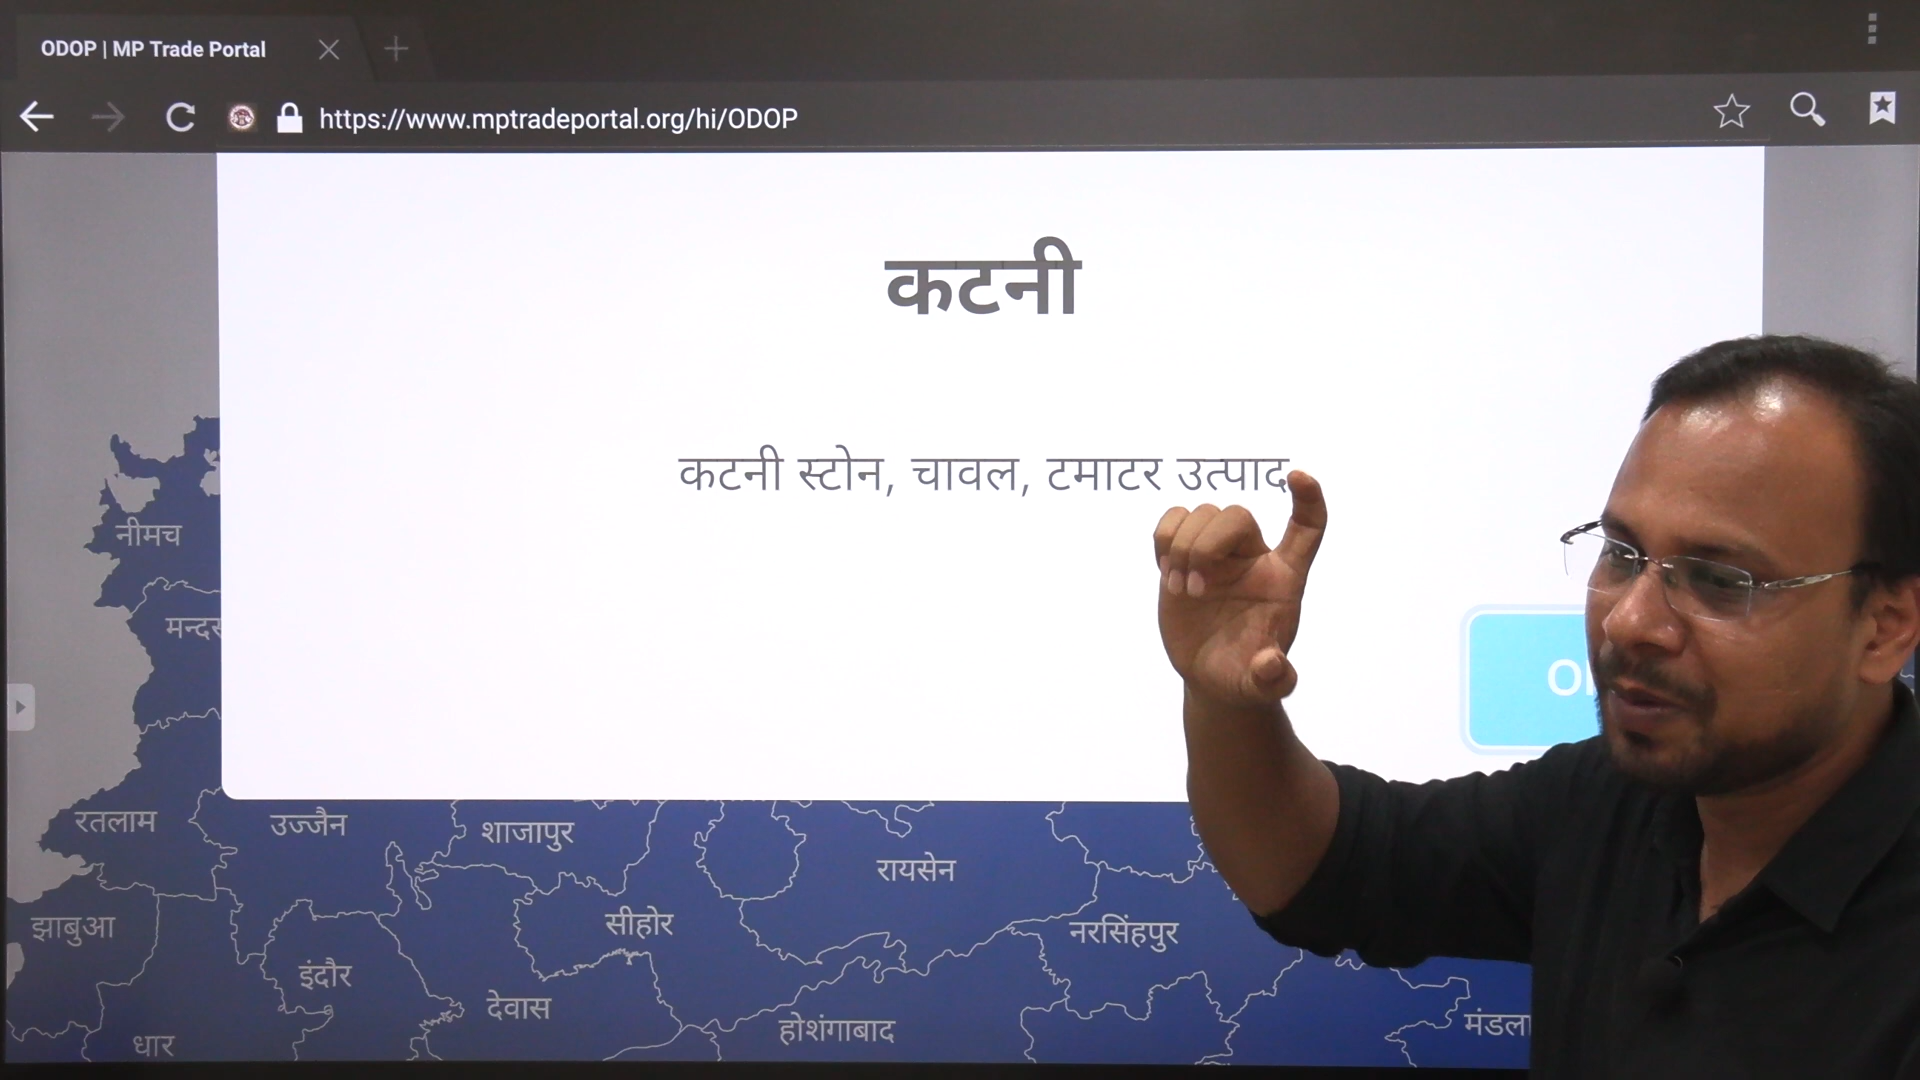 ODOP | MP Trade Portal
https://www.mptradeportal.org/hi/ODOP
कटनी
कटनी स्टोन, चावल, टमाटर उत्पाद
नीमच
रतलाम
उज्जैन
शाजापुर
रायसेन
झाबुआ
सीहोर
नरसिंहपुर
इंदौर
देवास
होशंगाबाद
मंडला
धार